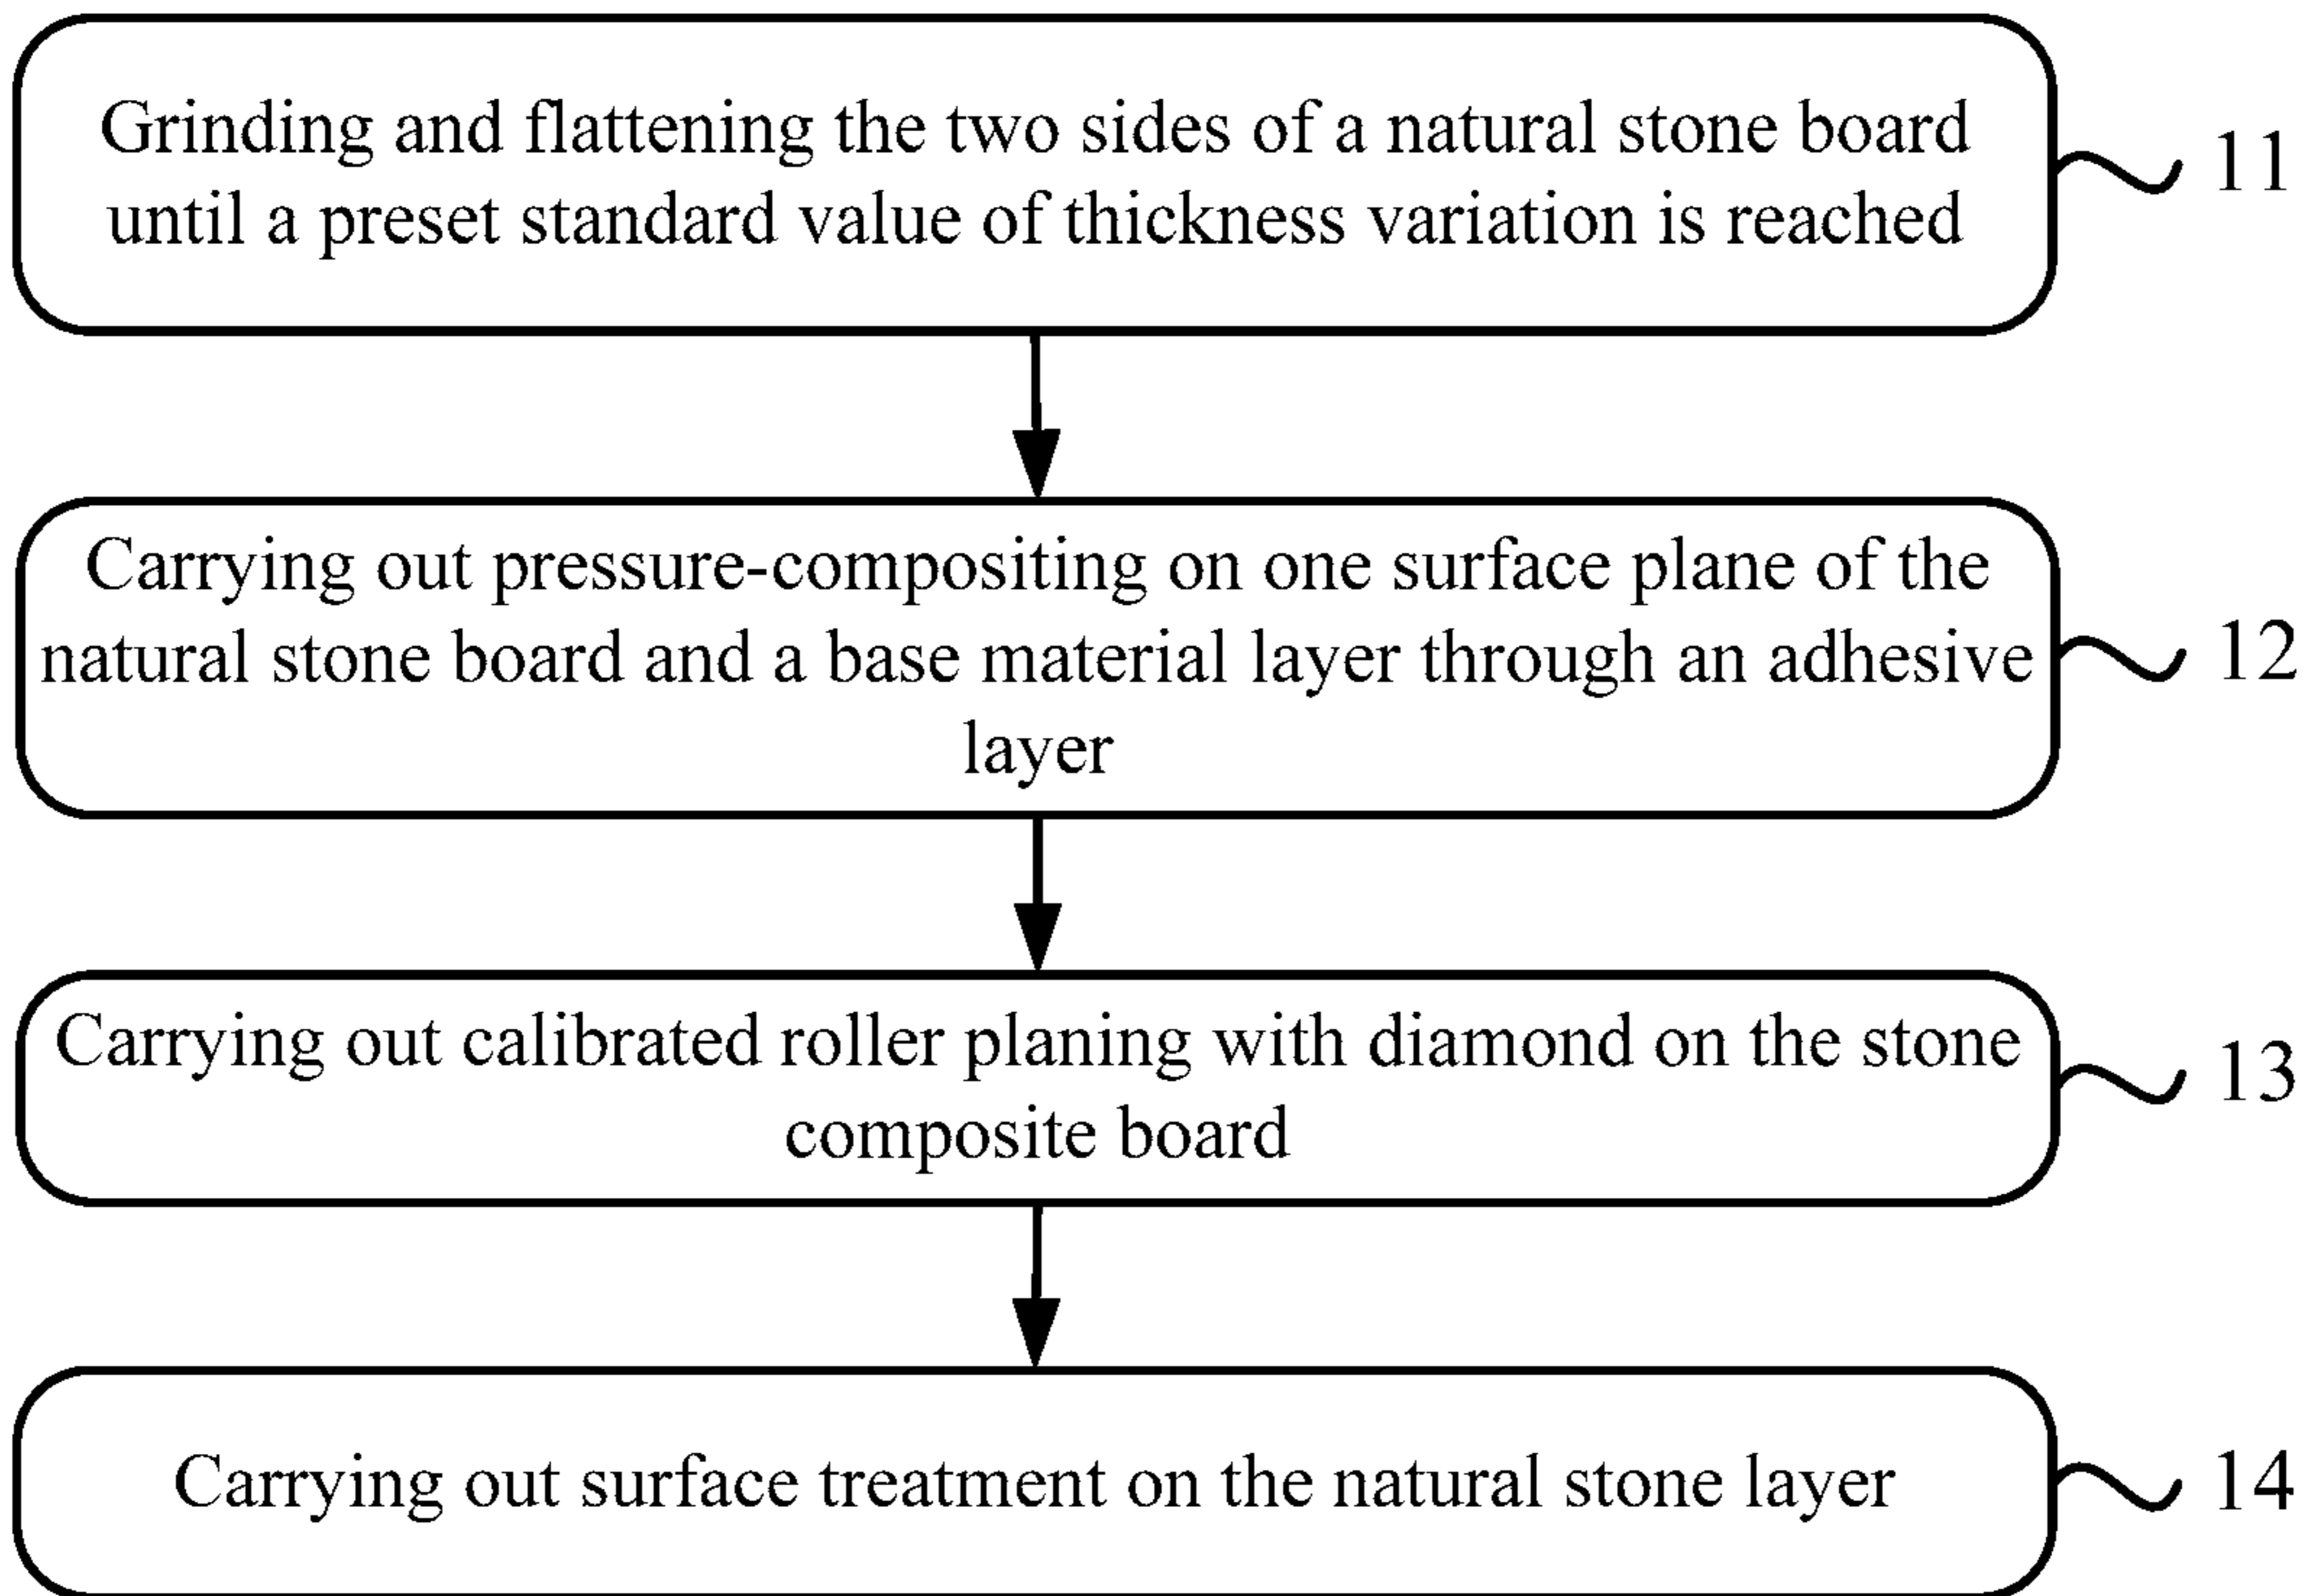 Grinding and flattening the two sides of a natural stone board
until a preset standard value of thickness variation is reached
11
Carrying out pressure-compositing on one surface plane of the
natural stone board and a base material layer through an adhesive
layer
12
Carrying out calibrated roller planing with diamond on the stone
composite board
13
Carrying out surface treatment on the natural stone layer
14